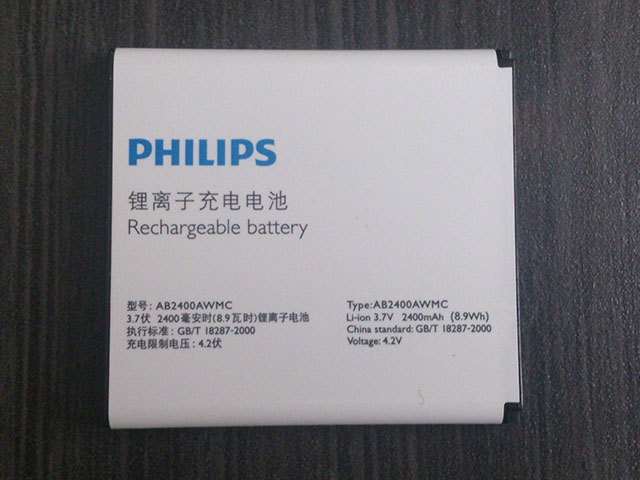 PHILIPS
锂离子充电电池
Rechargeable battery
型号: AB2400AWMC
3.7伏 2400毫安时(8.9瓦时)锂离子电池
执行标准: GB/T 18287-2000
充电限制电压: 4.2伏
Type: AB2400AWMC
Li-ion 3.7V 2400mAh (8.9Wh)
China standard: GB/T 18287-2000
Voltage: 4.2V